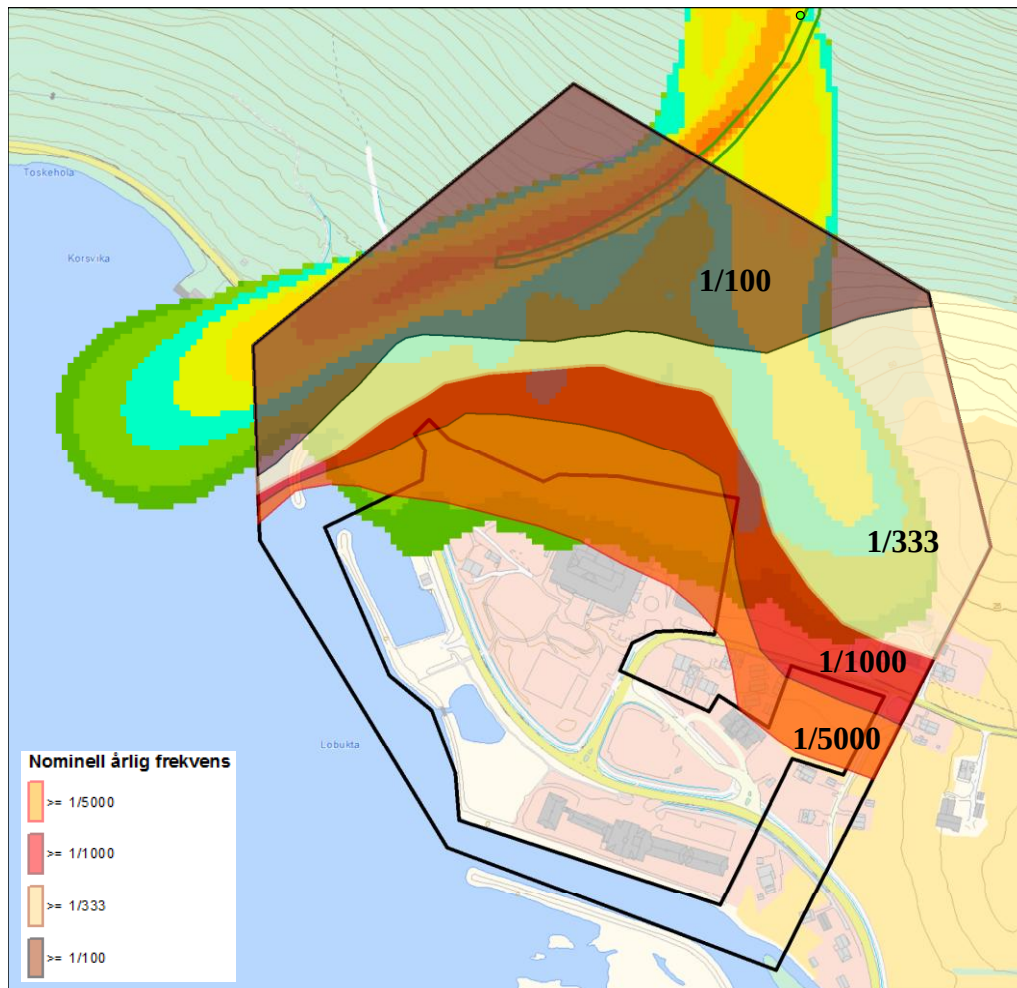 Toskehola
Korsvika
1/100
1/333
1/1000
1/5000
Lobukta
Nominell årlig frekvens
>= 1/5000
>= 1/1000
>= 1/333
>= 1/100